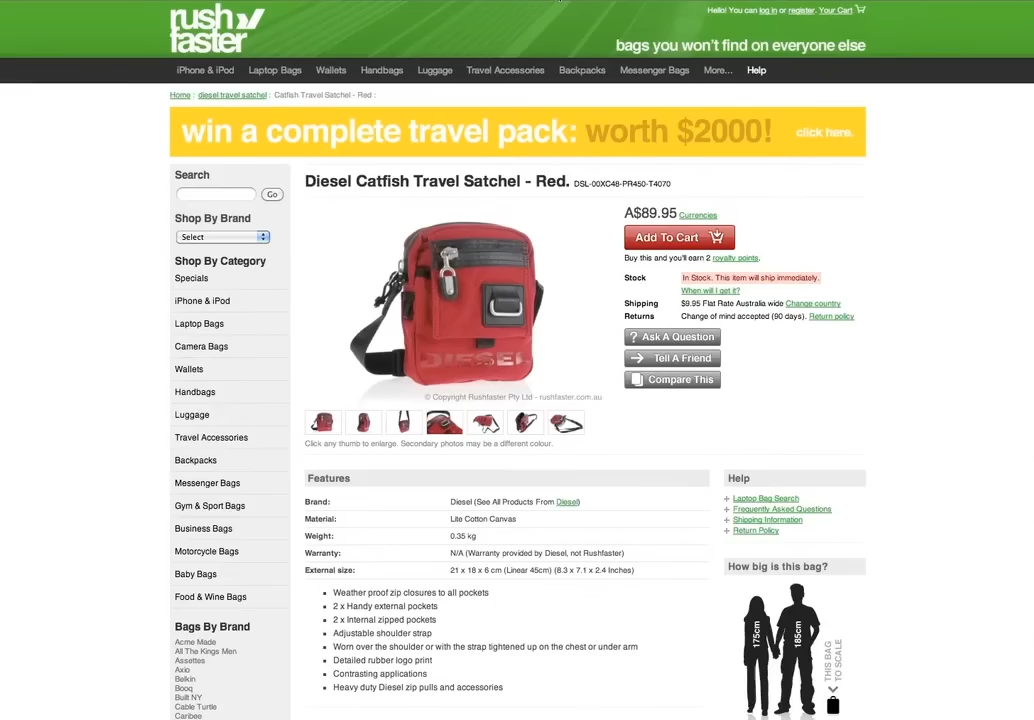 rush
faster
Hello! You can log in or register. Your Cart
bags you won't find on everyone else
iPhone & iPod Laptop Bags Wallets Handbags Luggage Travel Accessories Backpacks Messenger Bags More... Help
Home : diesel travel satchel : Catfish Travel Satchel - Red :
win a complete travel pack: worth $2000! click here.
Search
Go
Shop By Brand
Select
Shop By Category
Specials
iPhone & iPod
Laptop Bags
Camera Bags
Wallets
Handbags
Luggage
Travel Accessories
Backpacks
Messenger Bags
Gym & Sport Bags
Business Bags
Motorcycle Bags
Baby Bags
Food & Wine Bags
Bags By Brand
Acme Made
All The Kings Men
Assettes
Axio
Belkin
Booq
Built NY
Cable Turtle
Caribee
Diesel Catfish Travel Satchel - Red. DSL-00XC48-PR450-T4070
DIESEL
© Copyright Rushfaster Pty Ltd - rushfaster.com.au
Click any thumb to enlarge. Secondary photos may be a different colour.
A$89.95 Currencies
Add To Cart
Buy this and you'll earn 2 royalty points.
Stock In Stock. This item will ship immediately.
When will I get it?
Shipping $9.95 Flat Rate Australia wide Change country
Returns Change of mind accepted (90 days). Return policy
? Ask A Question
Tell A Friend
Compare This
Features
Brand: Diesel (See All Products From Diesel)
Material: Lite Cotton Canvas
Weight: 0.35 kg
Warranty: N/A (Warranty provided by Diesel, not Rushfaster)
External size: 21 x 18 x 6 cm (Linear 45cm) (8.3 x 7.1 x 2.4 Inches)
Weather proof zip closures to all pockets
2 x Handy external pockets
2 x Internal zipped pockets
Adjustable shoulder strap
Worn over the shoulder or with the strap tightened up on the chest or under arm
Detailed rubber logo print
Contrasting applications
Heavy duty Diesel zip pulls and accessories
Help
Laptop Bag Search
Frequently Asked Questions
Shipping Information
Return Policy
How big is this bag?
175cm
185cm
THIS BAG
TO SCALE